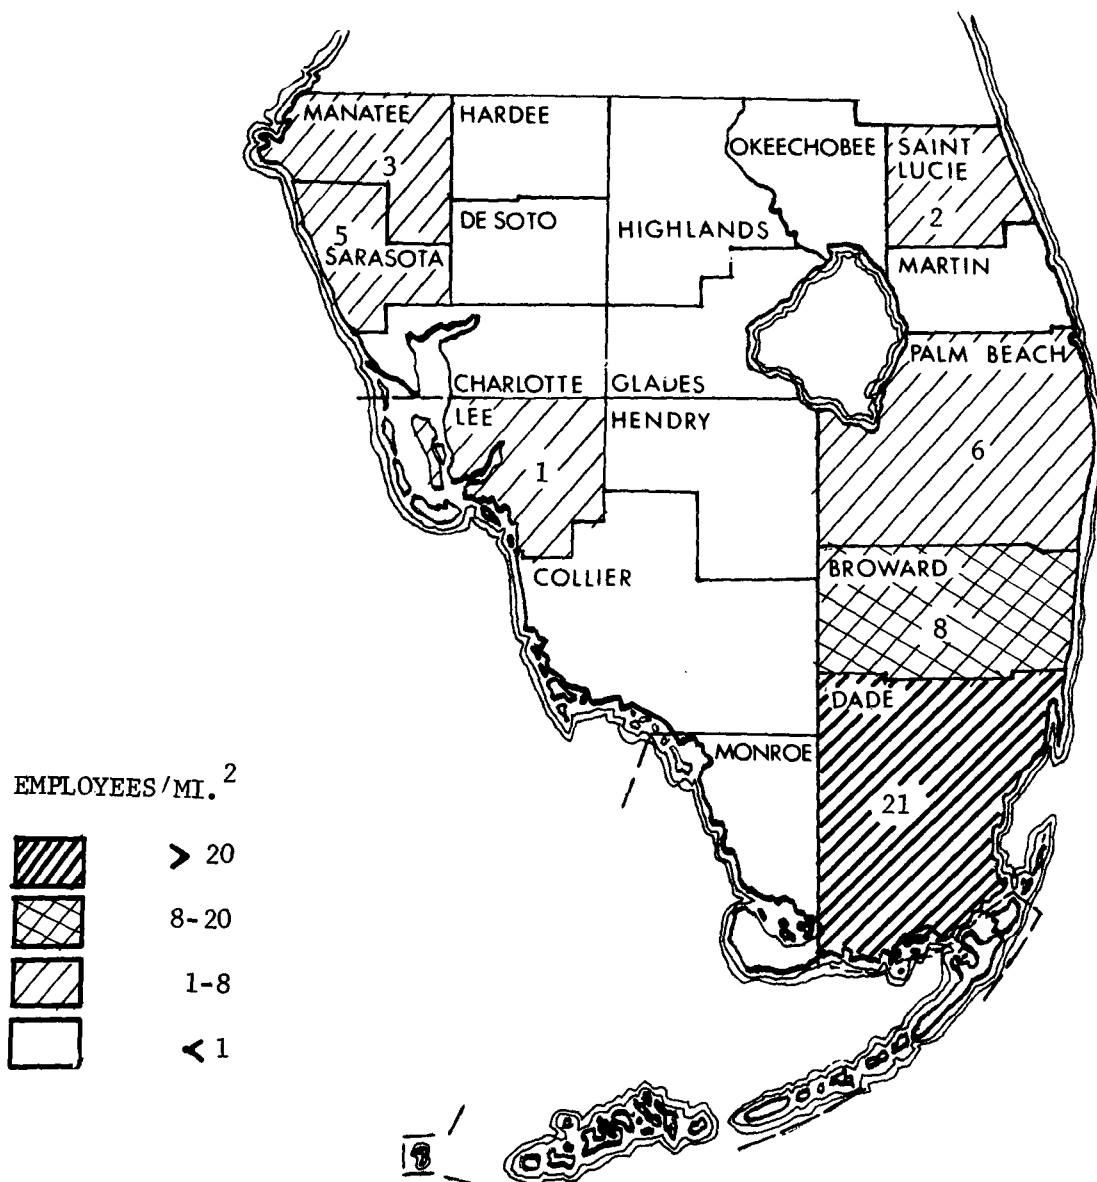 MANATEE
3
HARDEE
OKEECHOBEE
SAINT
LUCIE
2
DE SOTO
HIGHLANDS
5
SARASOTA
MARTIN
PALM BEACH
6
CHARLOTTE
GLADES
LEE
1
HENDRY
COLLIER
BROWARD
8
DADE
21
MONROE
EMPLOYEES/MI.²
> 20
8-20
1-8
< 1